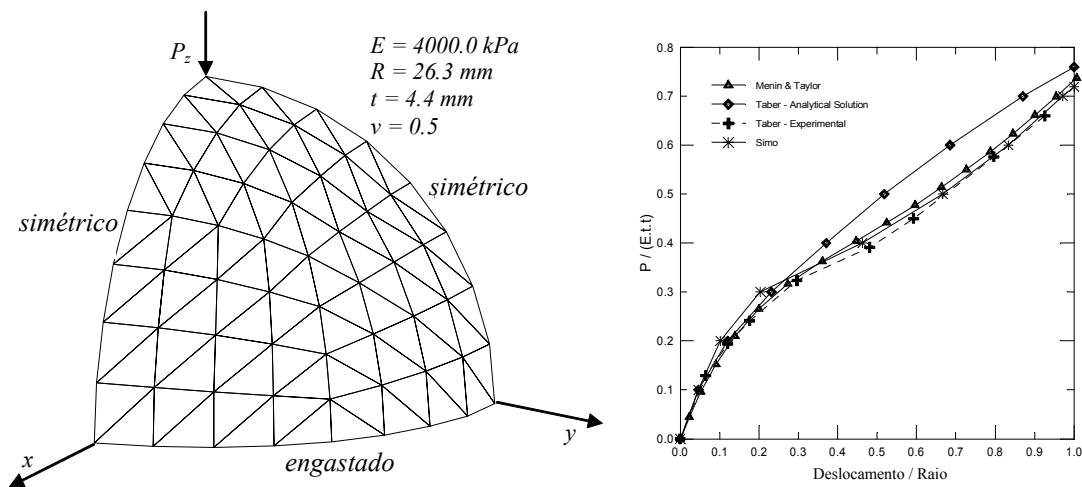 P_z
E = 4000.0 kPa
R = 26.3 mm
t = 4.4 mm
ν = 0.5
simétrico
simétrico
engastado
x
y
0.8
0.7
0.6
0.5
0.4
0.3
0.2
0.1
0.0
P / (E.t.t)
Menin & Taylor
Taber - Analytical Solution
Taber - Experimental
Simo
0.0 0.1 0.2 0.3 0.4 0.5 0.6 0.7 0.8 0.9 1.0
Deslocamento / Raio